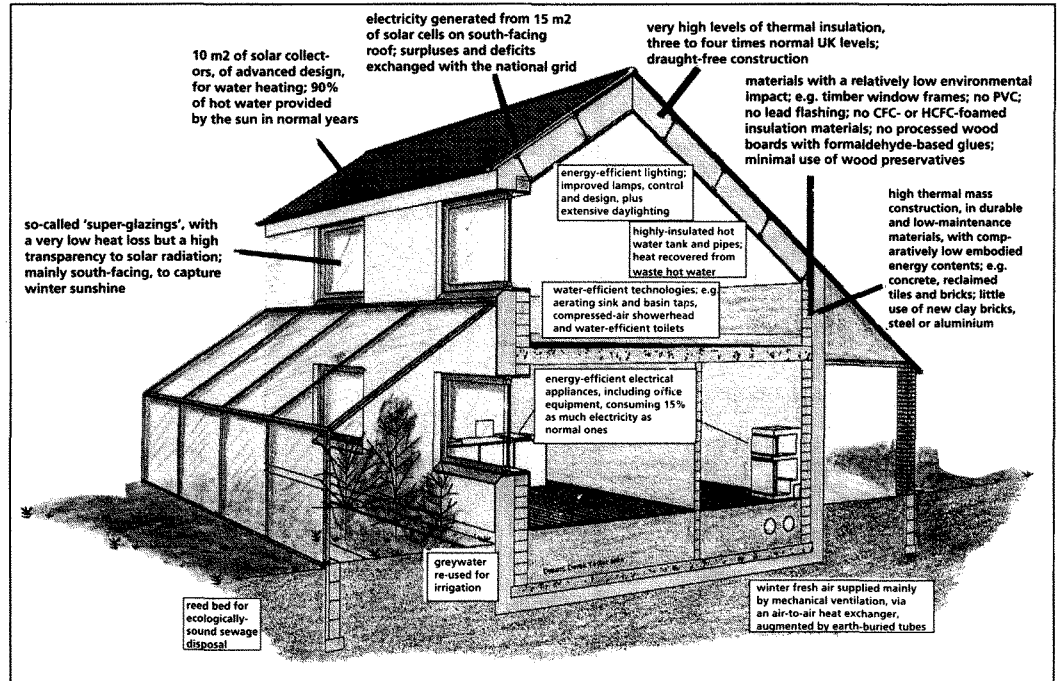 electricity generated from 15 m2
of solar cells on south-facing
roof; surpluses and deficits
exchanged with the national grid
very high levels of thermal insulation,
three to four times normal UK levels;
draught-free construction
10 m2 of solar collect-
ors, of advanced design,
for water heating; 90%
of hot water provided
by the sun in normal years
materials with a relatively low environmental
impact; e.g. timber window frames; no PVC;
no lead flashing; no CFC- or HCFC-foamed
insulation materials; no processed wood
boards with formaldehyde-based glues;
minimal use of wood preservatives
energy-efficient lighting;
improved lamps, control
and design, plus
extensive daylighting
high thermal mass
construction, in durable
and low-maintenance
materials, with comp-
aratively low embodied
energy contents; e.g.
concrete, reclaimed
tiles and bricks; little
use of new clay bricks,
steel or aluminium
so-called 'super-glazings', with
a very low heat loss but a high
transparency to solar radiation;
mainly south-facing, to capture
winter sunshine
highly-insulated hot
water tank and pipes;
heat recovered from
waste hot water
water-efficient technologies; e.g.
aerating sink and basin taps,
compressed-air showerhead
and water-efficient toilets
energy-efficient electrical
appliances, including office
equipment, consuming 15%
as much electricity as
normal ones
greywater
re-used for
irrigation
reed bed for
ecologically-
sound sewage
disposal
winter fresh air supplied mainly
by mechanical ventilation, via
an air-to-air heat exchanger,
augmented by earth-buried tubes